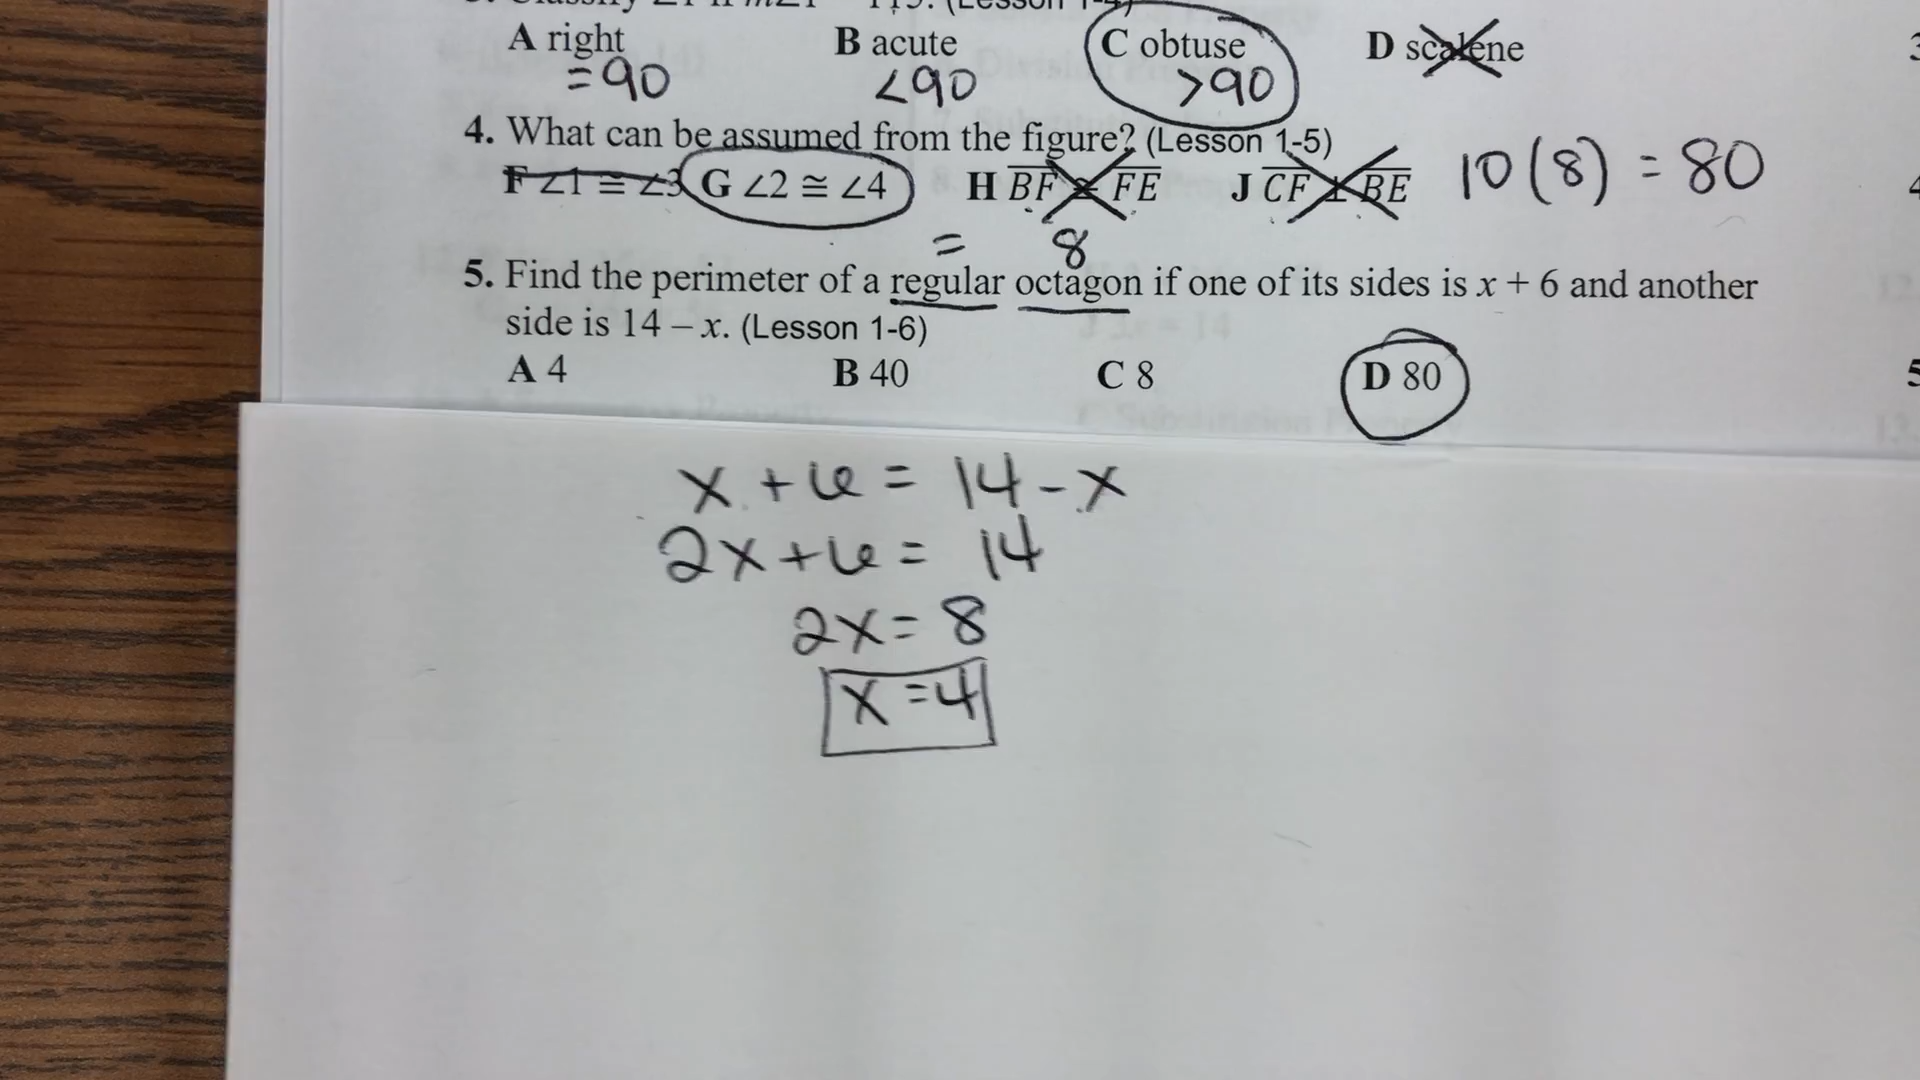 (Lesson 1-4)
A right B acute C obtuse D scalene
=90 <90 >90
4. What can be assumed from the figure? (Lesson 1-5)
F ∠1 ≅ ∠3 G ∠2 ≅ ∠4 H BF ≅ FE J CF ⊥ BE 10(8) = 80
= 8
5. Find the perimeter of a regular octagon if one of its sides is x + 6 and another
side is 14 – x. (Lesson 1-6)
A 4 B 40 C 8 D 80
x + 6 = 14 - x
2x + 6 = 14
2x = 8
x = 4